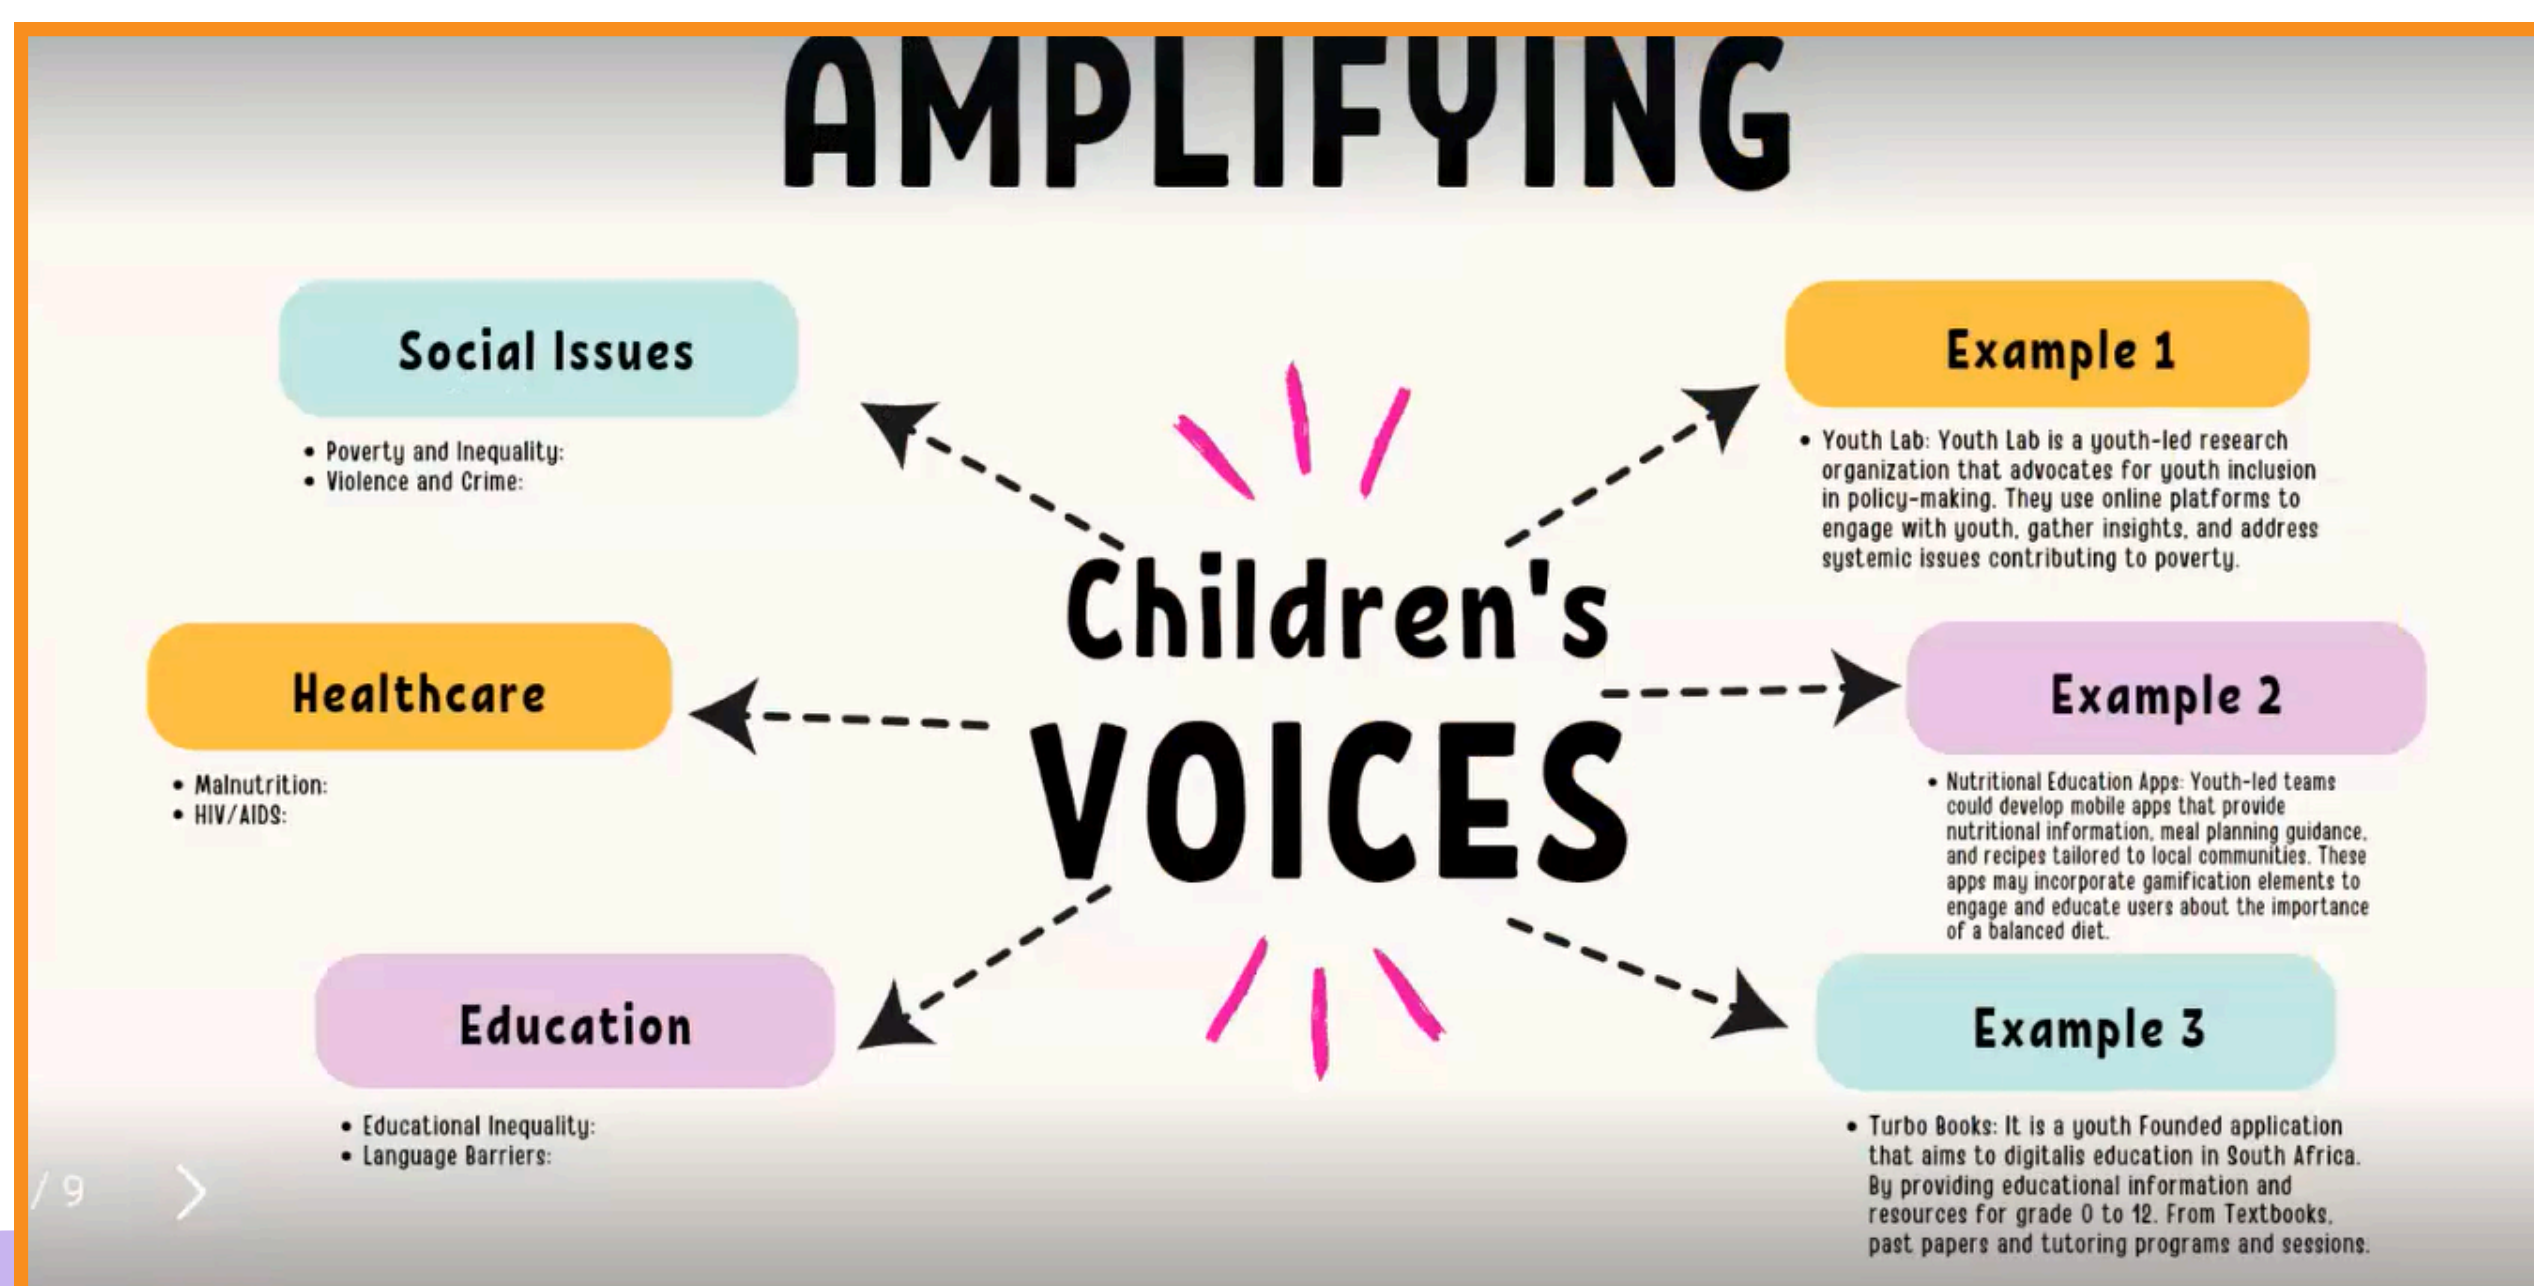 AMPLIFYING
Children's
VOICES
Social Issues
• Poverty and Inequality:
• Violence and Crime:
Healthcare
• Malnutrition:
• HIV/AIDS:
Education
• Educational Inequality:
• Language Barriers:
Example 1
• Youth Lab: Youth Lab is a youth-led research
organization that advocates for youth inclusion
in policy-making. They use online platforms to
engage with youth, gather insights, and address
systemic issues contributing to poverty.
Example 2
• Nutritional Education Apps: Youth-led teams
could develop mobile apps that provide
nutritional information, meal planning guidance,
and recipes tailored to local communities. These
apps may incorporate gamification elements to
engage and educate users about the importance
of a balanced diet.
Example 3
• Turbo Books: It is a youth Founded application
that aims to digitalis education in South Africa.
By providing educational information and
resources for grade 0 to 12. From Textbooks,
past papers and tutoring programs and sessions.
/ 9